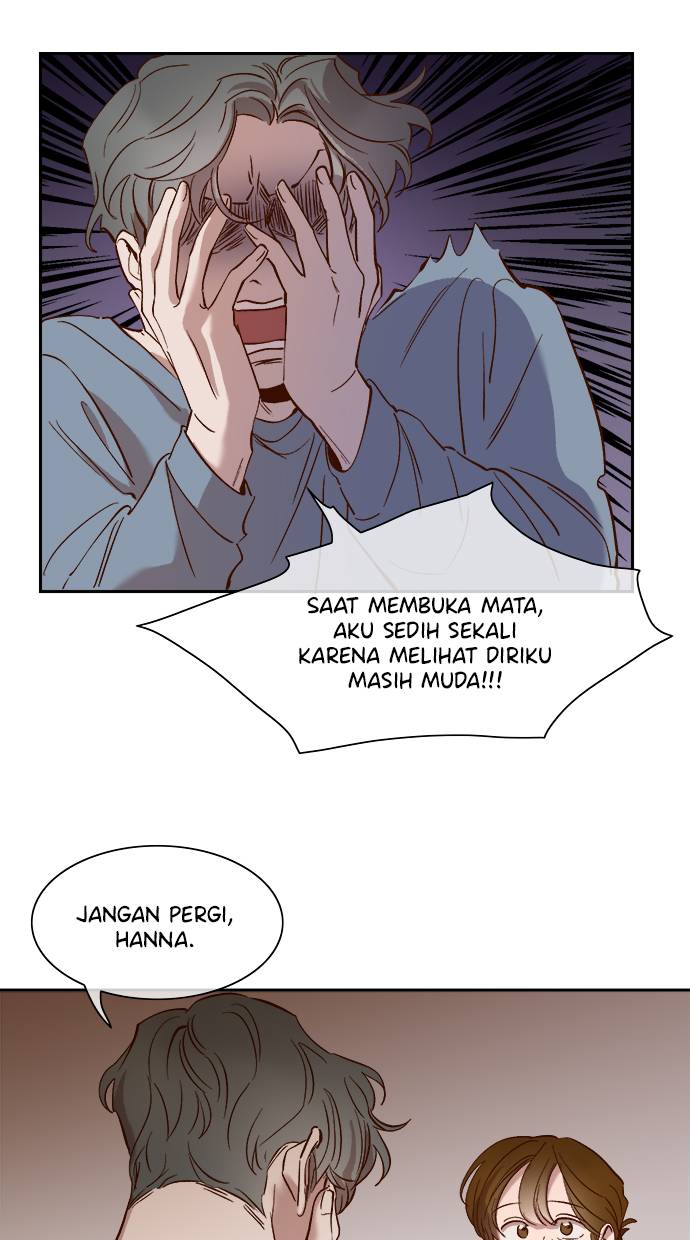 SAAT MEMBUKA MATA,
AKU SEDIH SEKALI
KARENA MELIHAT DIRIKU
MASIH MUDA!!!
JANGAN PERGI,
HANNA.